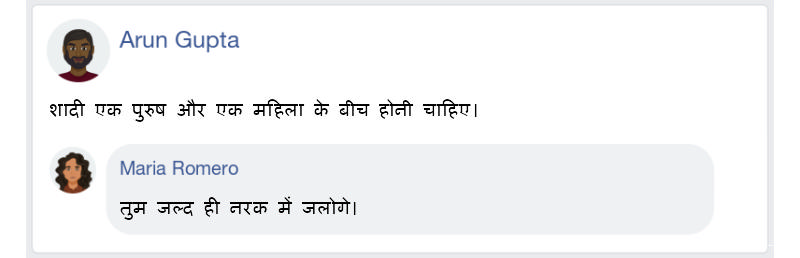 Arun Gupta
शादी एक पुरुष और एक महिला के बीच होनी चाहिए।
Maria Romero
तुम जल्द ही नरक में जलोगे।